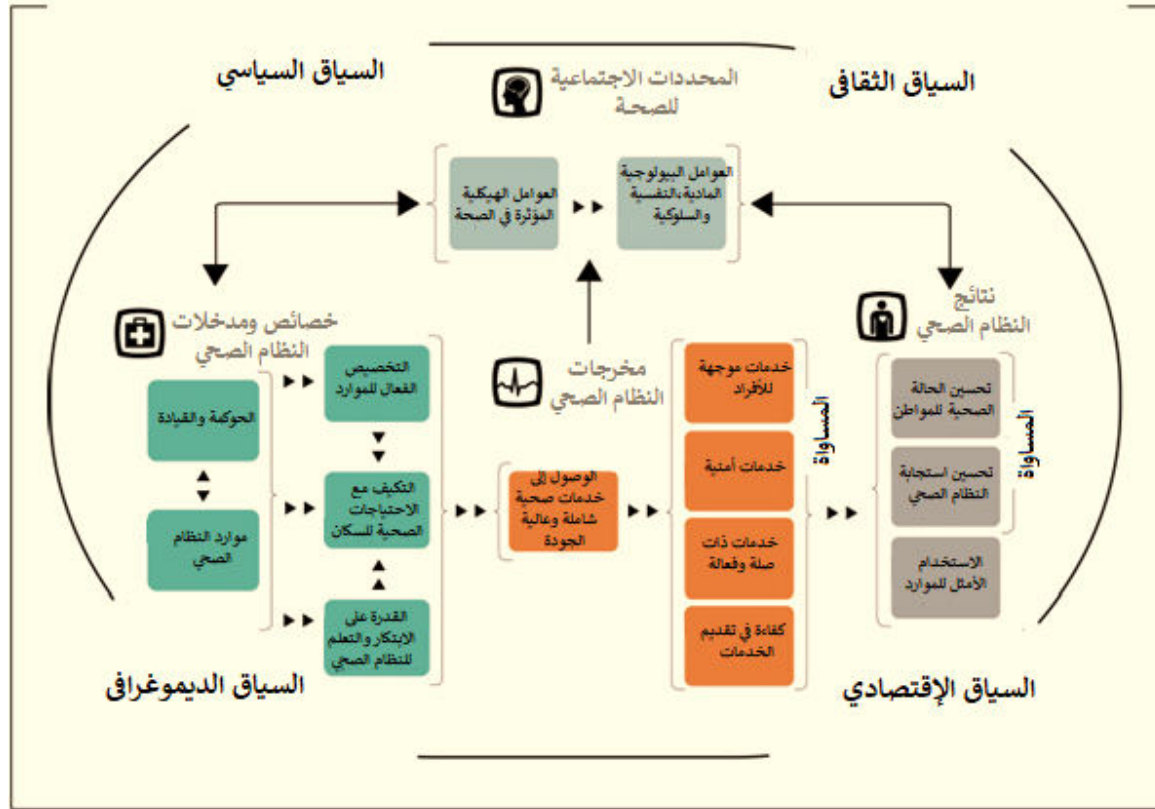 السياق السياسي
السياق الثقافى
المحددات الاجتماعية
للصحة
العوامل الهيكلية
المؤثرة في الصحة
العوامل البيولوجية
المادية،النفسية
والسلوكية
خصائص ومدخلات
النظام الصحي
الحوكمة والقيادة
موارد النظام
الصحي
التخصيص
الفعال للموارد
التكيف مع
الاحتياجات
الصحية للسكان
القدرة على
الابتكار والتعلم
للنظام الصحي
مخرجات
النظام الصحي
الوصول إلى
خدمات صحية
شاملة وعالية
الجودة
خدمات موجهة
للأفراد
خدمات أمنية
خدمات ذات
صلة وفعالة
كفاءة في تقديم
الخدمات
المساواة
نتائج
النظام الصحي
تحسين الحالة
الصحية للمواطن
تحسين استجابة
النظام الصحي
الاستخدام
الأمثل للموارد
المساواة
السياق الديموغرافى
السياق الإقتصادي